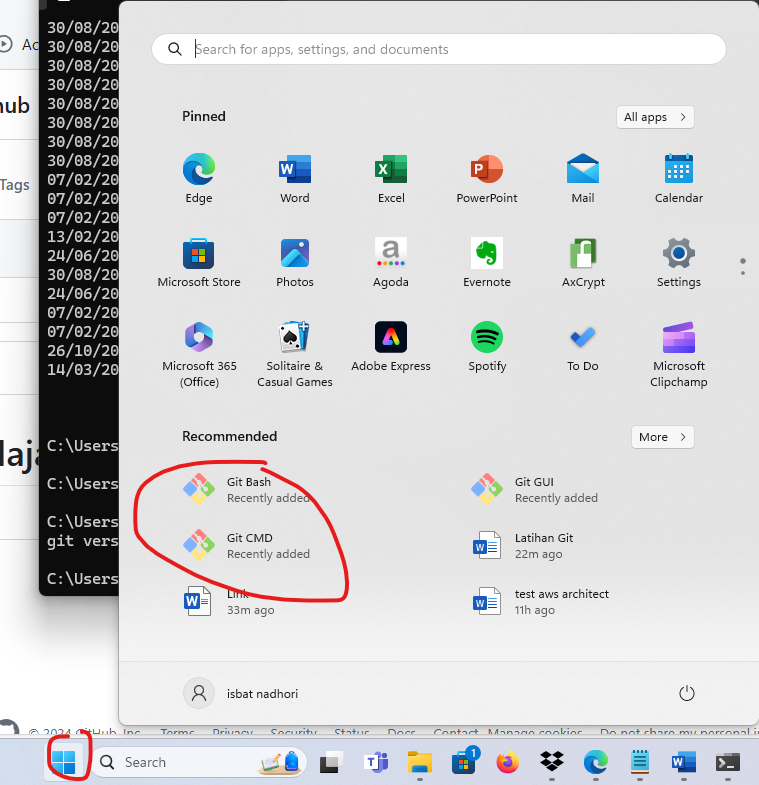 30/08/20
Ac
30/08/20
30/08/20
Search for apps, settings, and documents
30/08/20
30/08/20
hub
30/08/20
Pinned
All apps
30/08/20
30/08/20
Tags
07/02/20
Edge
Word
Excel
PowerPoint
Mail
Calendar
07/02/20
07/02/20
13/02/20
24/06/20
30/08/20
Microsoft Store
Photos
Agoda
Evernote
AxCrypt
Settings
24/06/20
07/02/20
07/02/20
26/10/20
14/03/20
Microsoft 365
(Office)
Solitaire &
Casual Games
Adobe Express
Spotify
To Do
Microsoft
Clipchamp
C:\Users
Recommended
More
laja
C:\Users
Git Bash
Recently added
Git GUI
Recently added
C:\Users
git vers
Git CMD
Recently added
Latihan Git
22m ago
C:\Users
Link
33m ago
test aws architect
11h ago
isbat nadhori
© 2024 GitHub, Inc. Terms Privacy Security Status Docs Contact Manage cookies Do not share my personal i
Search
1